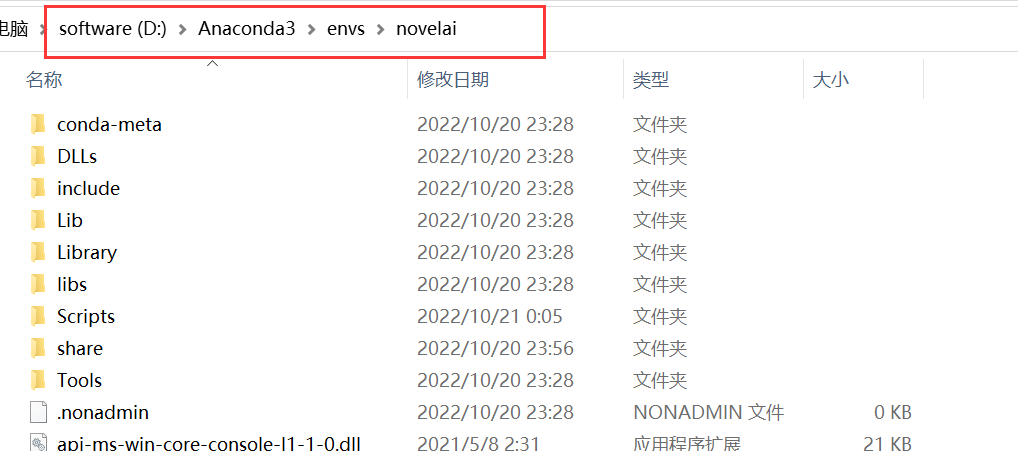 电脑 > software (D:) > Anaconda3 > envs > novelai
名称 修改日期 类型 大小
conda-meta 2022/10/20 23:28 文件夹
DLLs 2022/10/20 23:28 文件夹
include 2022/10/20 23:28 文件夹
Lib 2022/10/20 23:28 文件夹
Library 2022/10/20 23:28 文件夹
libs 2022/10/20 23:28 文件夹
Scripts 2022/10/21 0:05 文件夹
share 2022/10/20 23:56 文件夹
Tools 2022/10/20 23:28 文件夹
.nonadmin 2022/10/20 23:28 NONADMIN 文件 0 KB
api-ms-win-core-console-l1-1-0.dll 2021/5/8 2:31 应用程序扩展 21 KB